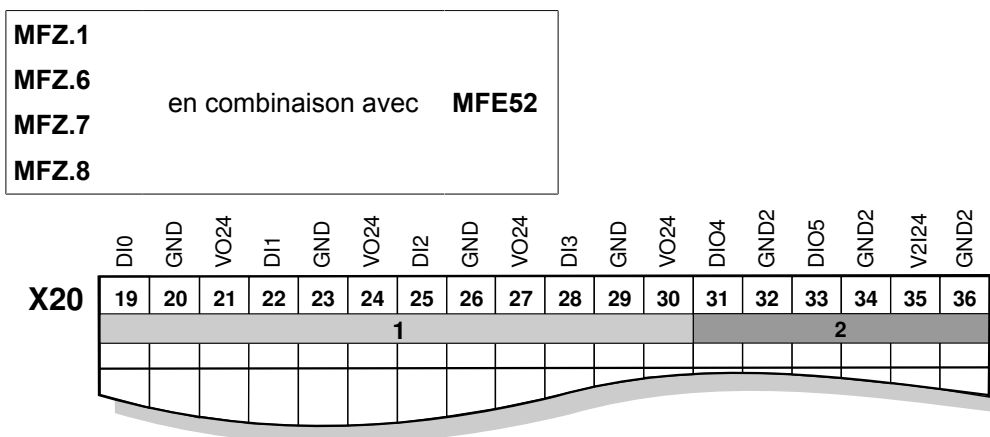 MFZ.1
MFZ.6
MFZ.7
MFZ.8
en combinaison avec MFE52
DI0 GND VO24 DI1 GND VO24 DI2 GND VO24 DI3 GND VO24 DIO4 GND2 DIO5 GND2 V2I24 GND2
X20 19 20 21 22 23 24 25 26 27 28 29 30 31 32 33 34 35 36
1 2